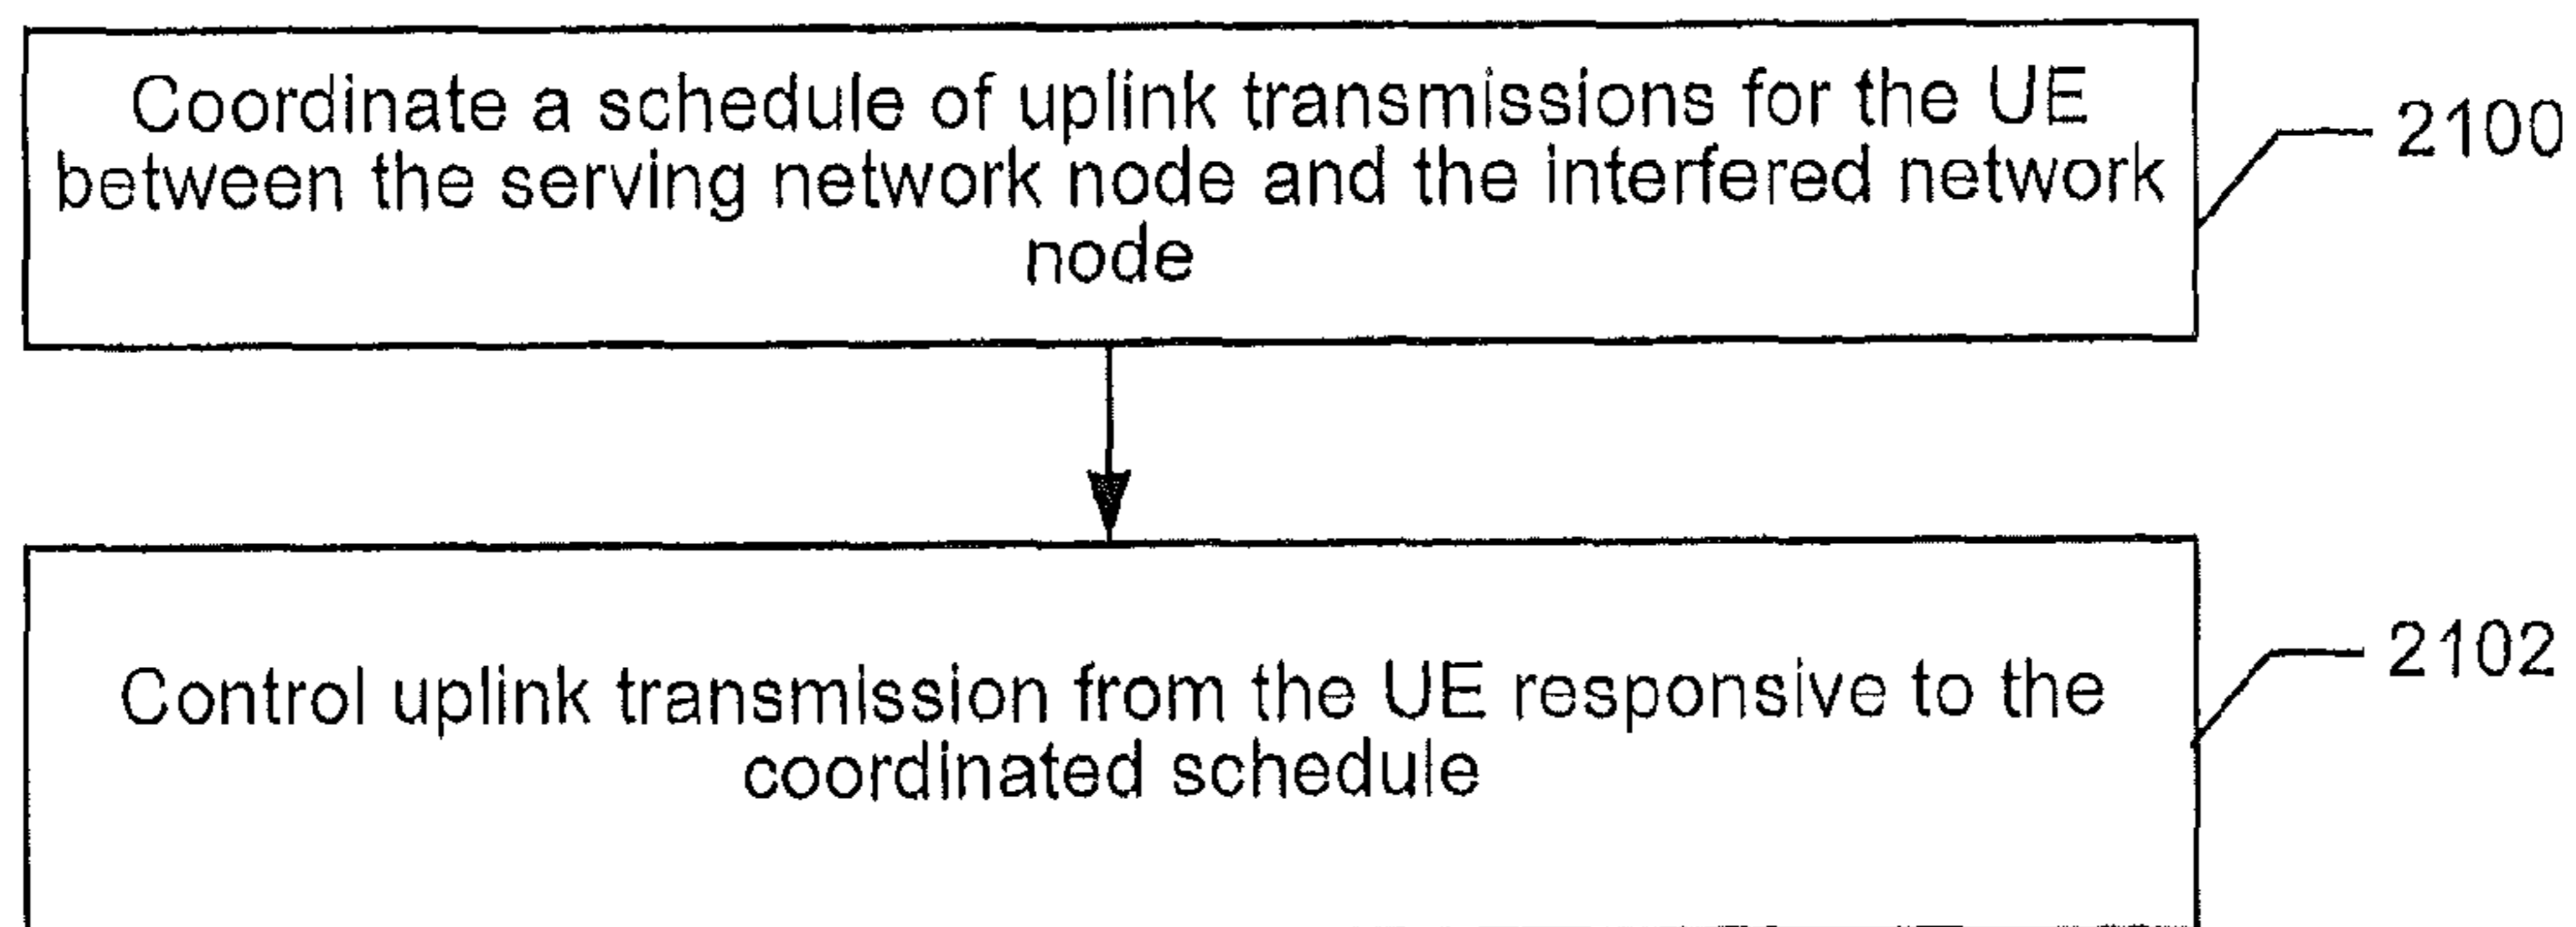 Coordinate a schedule of uplink transmissions for the UE
between the serving network node and the interfered network
node
2100
Control uplink transmission from the UE responsive to the
coordinated schedule
2102